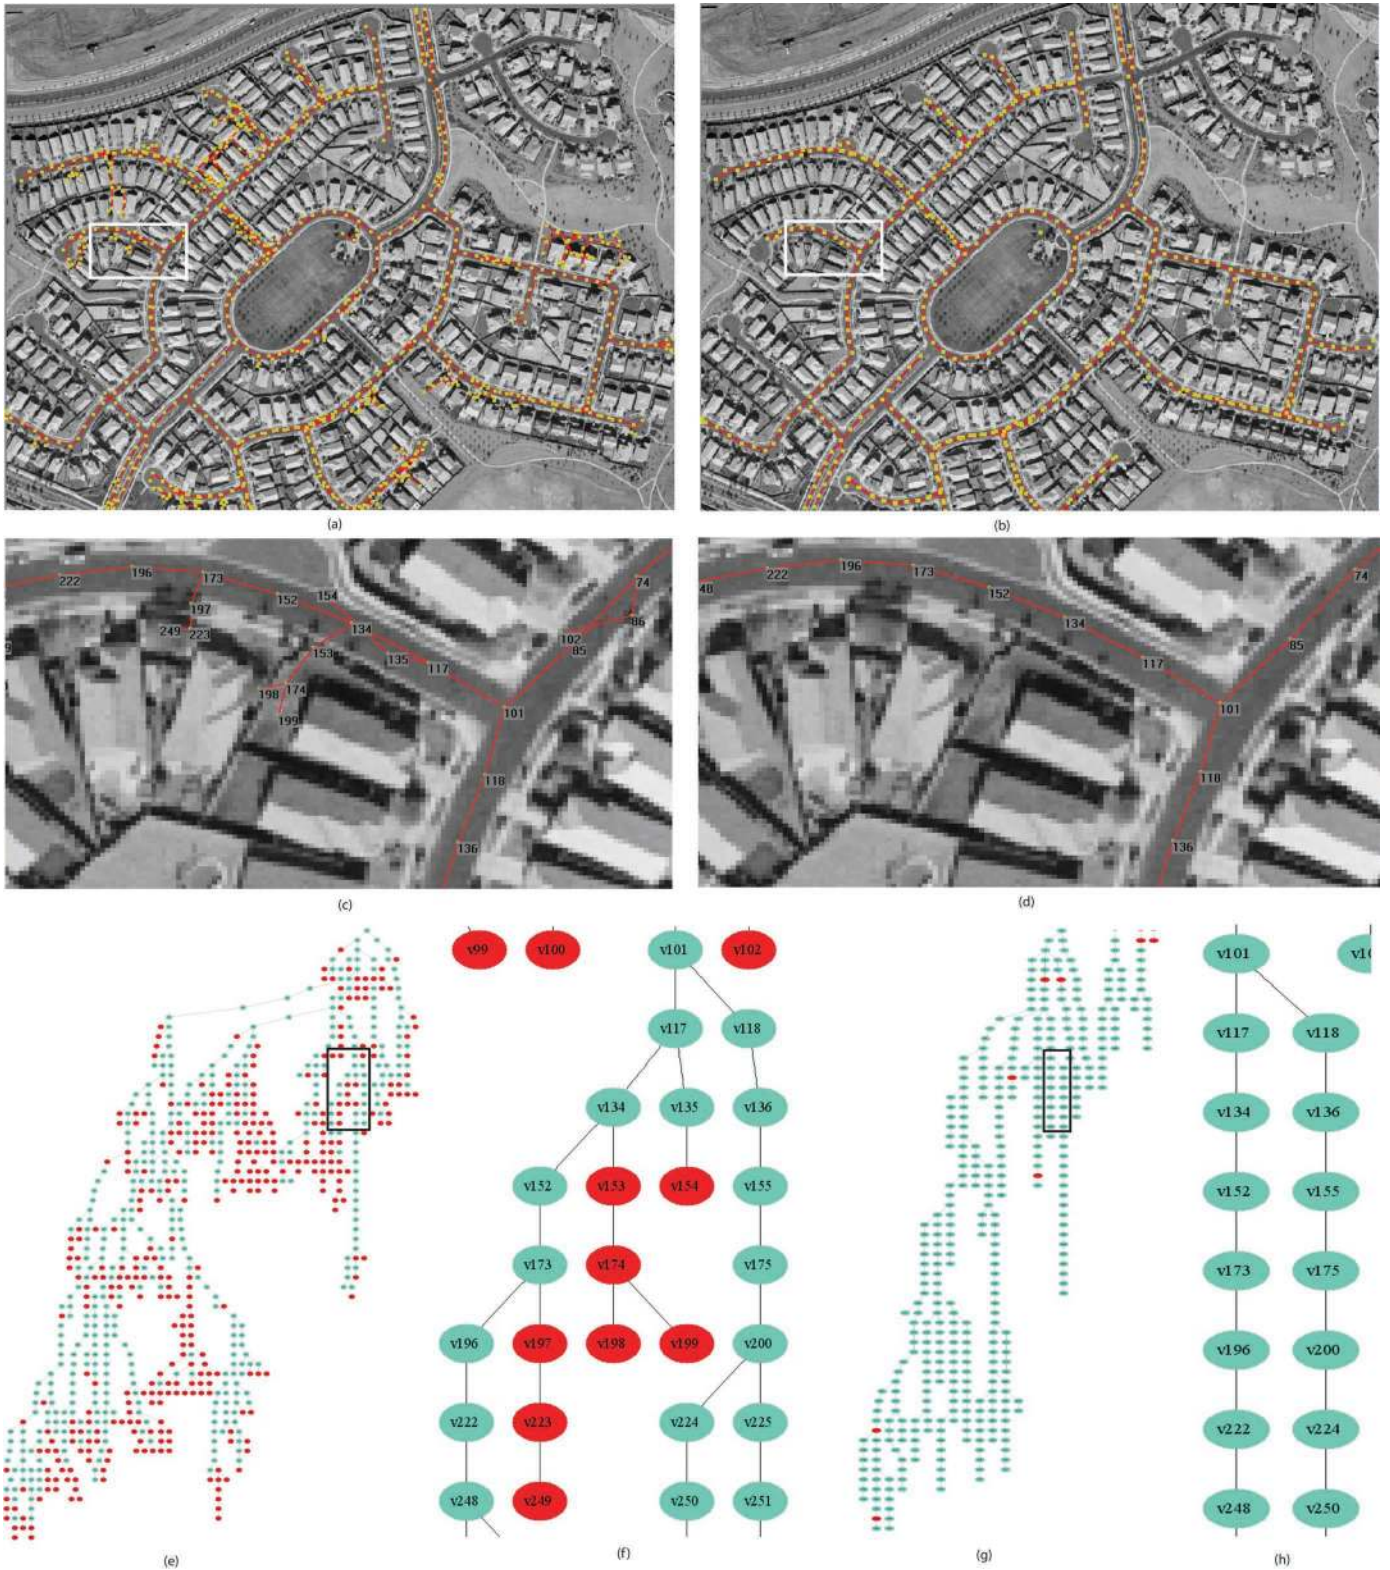 (a)
(b)
222 196 173 154 152 197 249 223 134 153 135 117 198 174 199 101 118 136 102 85 86 74
48 222 196 173 152 134 117 101 118 136 85 74
(c)
(d)
v99 v100 v101 v102
v117 v118
v134 v135 v136
v152 v153 v154 v155
v173 v174 v175
v196 v197 v198 v199 v200
v222 v223 v224 v225
v248 v249 v250 v251
v101
v117 v118
v134 v136
v152 v155
v173 v175
v196 v200
v222 v224
v248 v250
(e)
(f)
(g)
(h)